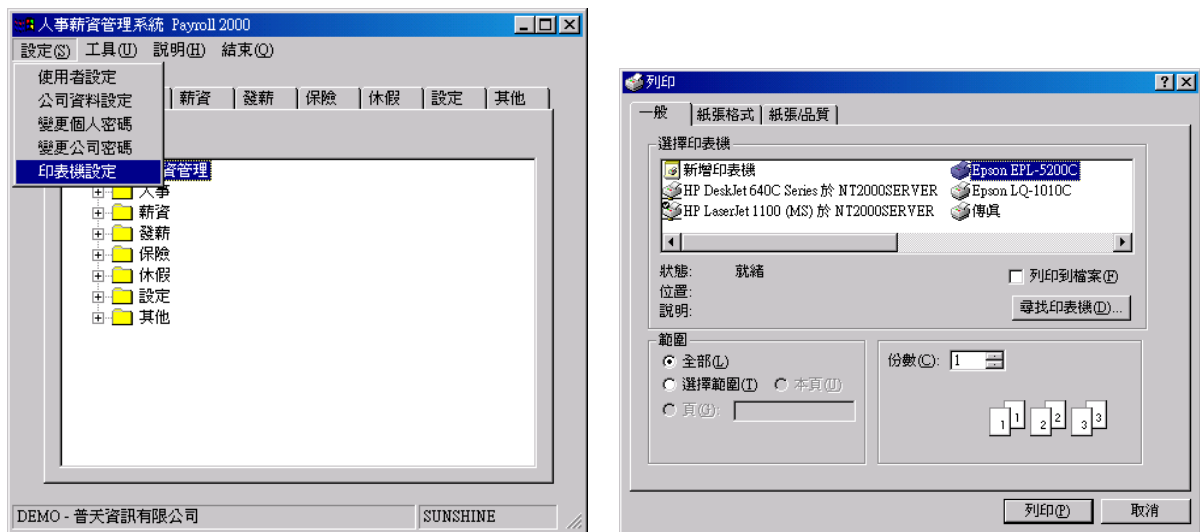 人事薪資管理系統 Payroll 2000
設定(S) 工具(U) 說明(H) 結束(Q)
使用者設定
公司資料設定
變更個人密碼
變更公司密碼
印表機設定
薪資 發薪 保險 休假 設定 其他
資管理
人事
薪資
發薪
保險
休假
設定
其他
DEMO - 普天資訊有限公司 SUNSHINE
列印
一般 紙張格式 紙張/品質
選擇印表機
新增印表機 Epson EPL-5200C
HP DeskJet 640C Series 於 NT2000SERVER Epson LQ-1010C
HP LaserJet 1100 (MS) 於 NT2000SERVER 傳真
狀態: 就緒 列印到檔案(F)
位置:
說明: 尋找印表機(D)...
範圍
全部(L) 份數(C): 1
選擇範圍(T) 本頁(U)
頁(G):
1 1 2 2 3 3
列印(P) 取消